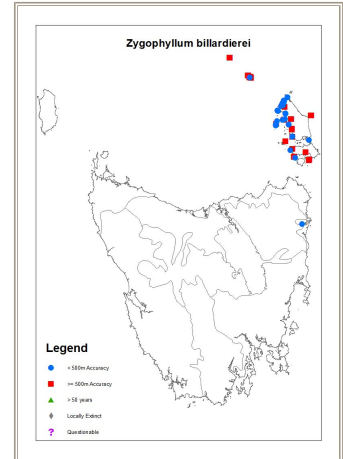 Zygophyllum billardierei
Legend
< 500m Accuracy
>= 500m Accuracy
> 50 years
Locally Extinct
? Questionable